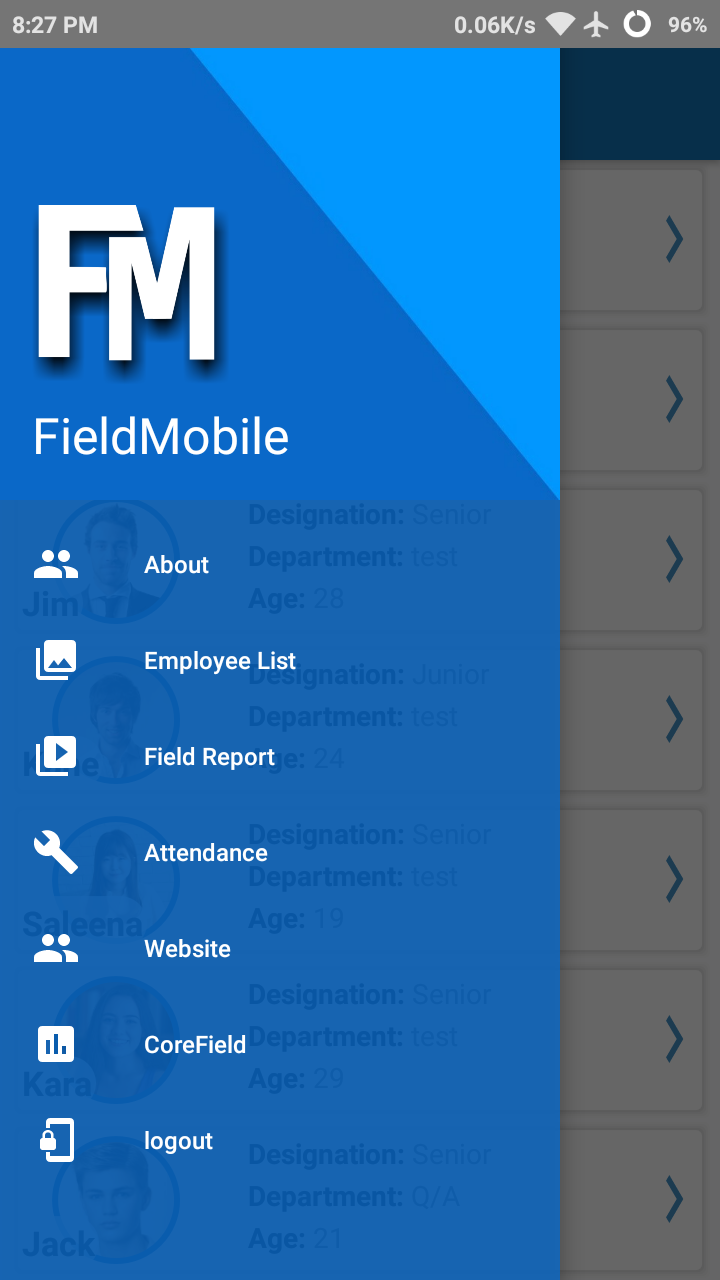 8:27 PM 0.06K/s 96%
FM
FieldMobile
Designation: Senior
About
Department: test
Age: 28
Jim
Employee List
Designation: Junior
Department: test
Field Report
Age: 24
Designation: Senior
Attendance
Department: test
Age: 19
Saleena
Website
Designation: Senior
CoreField
Department: test
Age: 29
Kara
logout
Designation: Senior
Department: Q/A
Age: 21
Jack